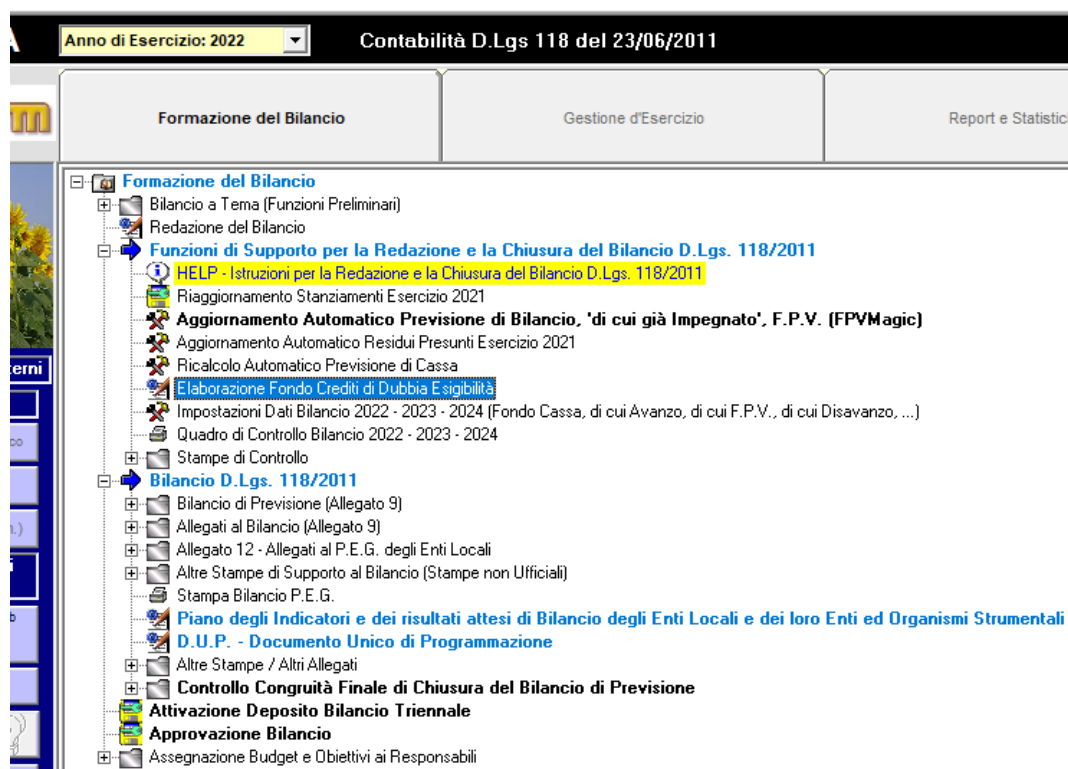 Anno di Esercizio: 2022
Contabilità D.Lgs 118 del 23/06/2011
Formazione del Bilancio
Gestione d'Esercizio
Report e Statistic
Formazione del Bilancio
Bilancio a Tema (Funzioni Preliminari)
Redazione del Bilancio
Funzioni di Supporto per la Redazione e la Chiusura del Bilancio D.Lgs. 118/2011
HELP - Istruzioni per la Redazione e la Chiusura del Bilancio D.Lgs. 118/2011
Riaggiornamento Stanziamenti Esercizio 2021
Aggiornamento Automatico Previsione di Bilancio, 'di cui già Impegnato', F.P.V. (FPVMagic)
Aggiornamento Automatico Residui Presunti Esercizio 2021
Ricalcolo Automatico Previsione di Cassa
Elaborazione Fondo Crediti di Dubbia Esigibilità
Impostazioni Dati Bilancio 2022 - 2023 - 2024 (Fondo Cassa, di cui Avanzo, di cui F.P.V., di cui Disavanzo, ...)
Quadro di Controllo Bilancio 2022 - 2023 - 2024
Stampe di Controllo
Bilancio D.Lgs. 118/2011
Bilancio di Previsione (Allegato 9)
Allegati al Bilancio (Allegato 9)
Allegato 12 - Allegati al P.E.G. degli Enti Locali
Altre Stampe di Supporto al Bilancio (Stampe non Ufficiali)
Stampa Bilancio P.E.G.
Piano degli Indicatori e dei risultati attesi di Bilancio degli Enti Locali e dei loro Enti ed Organismi Strumentali
D.U.P. - Documento Unico di Programmazione
Altre Stampe / Altri Allegati
Controllo Congruità Finale di Chiusura del Bilancio di Previsione
Attivazione Deposito Bilancio Triennale
Approvazione Bilancio
Assegnazione Budget e Obiettivi ai Responsabili
erni